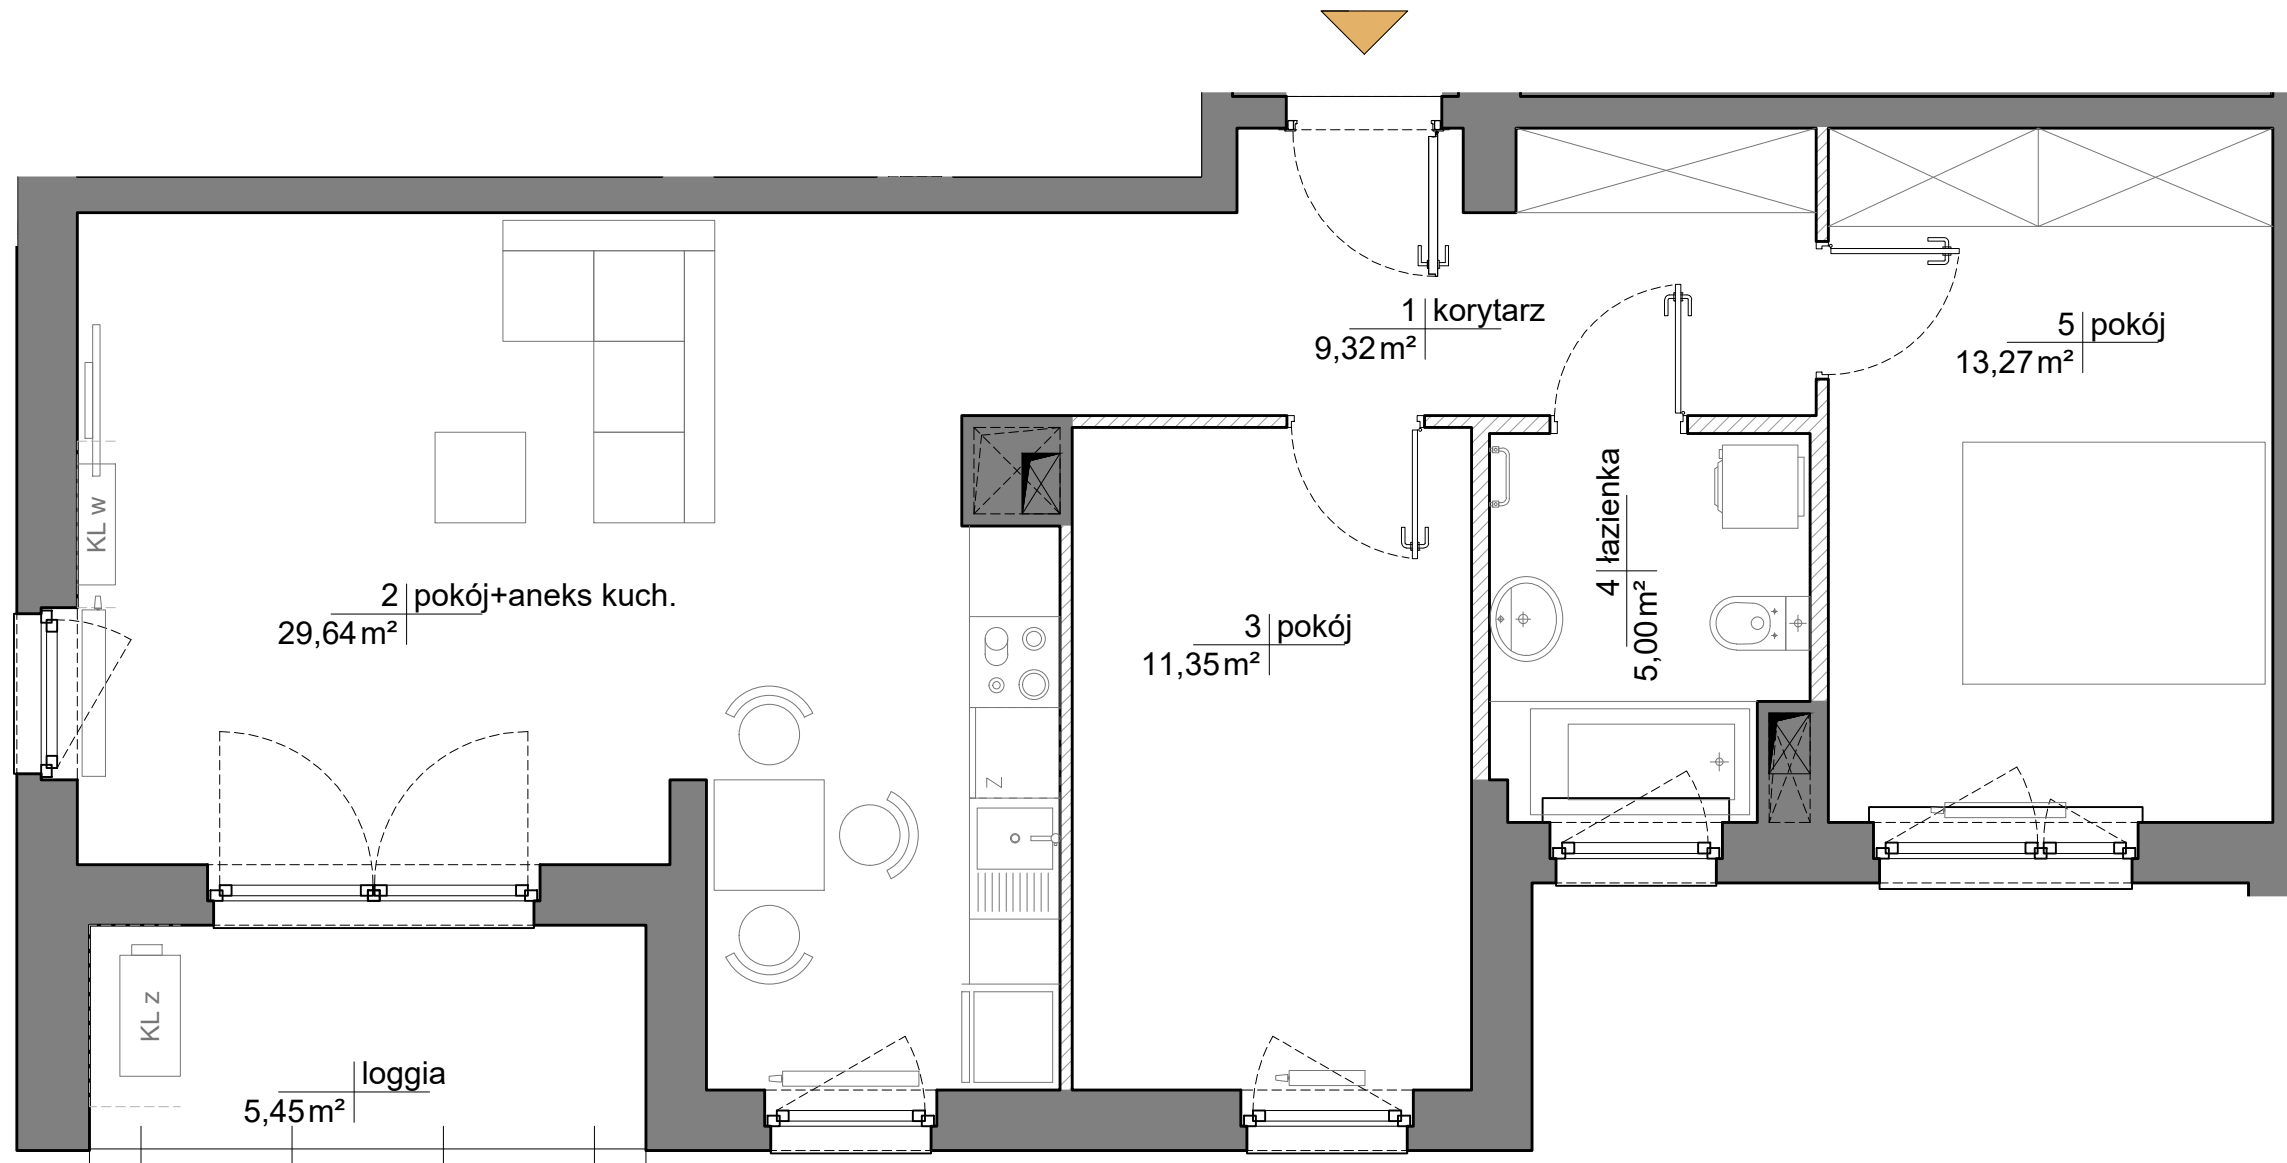 1 korytarz
9,32 m²
5 pokój
13,27 m²
KL w
2 pokój+aneks kuch.
29,64 m²
3 pokój
11,35 m²
4 łazienka
5,00 m²
Z
KL z
loggia
5,45 m²